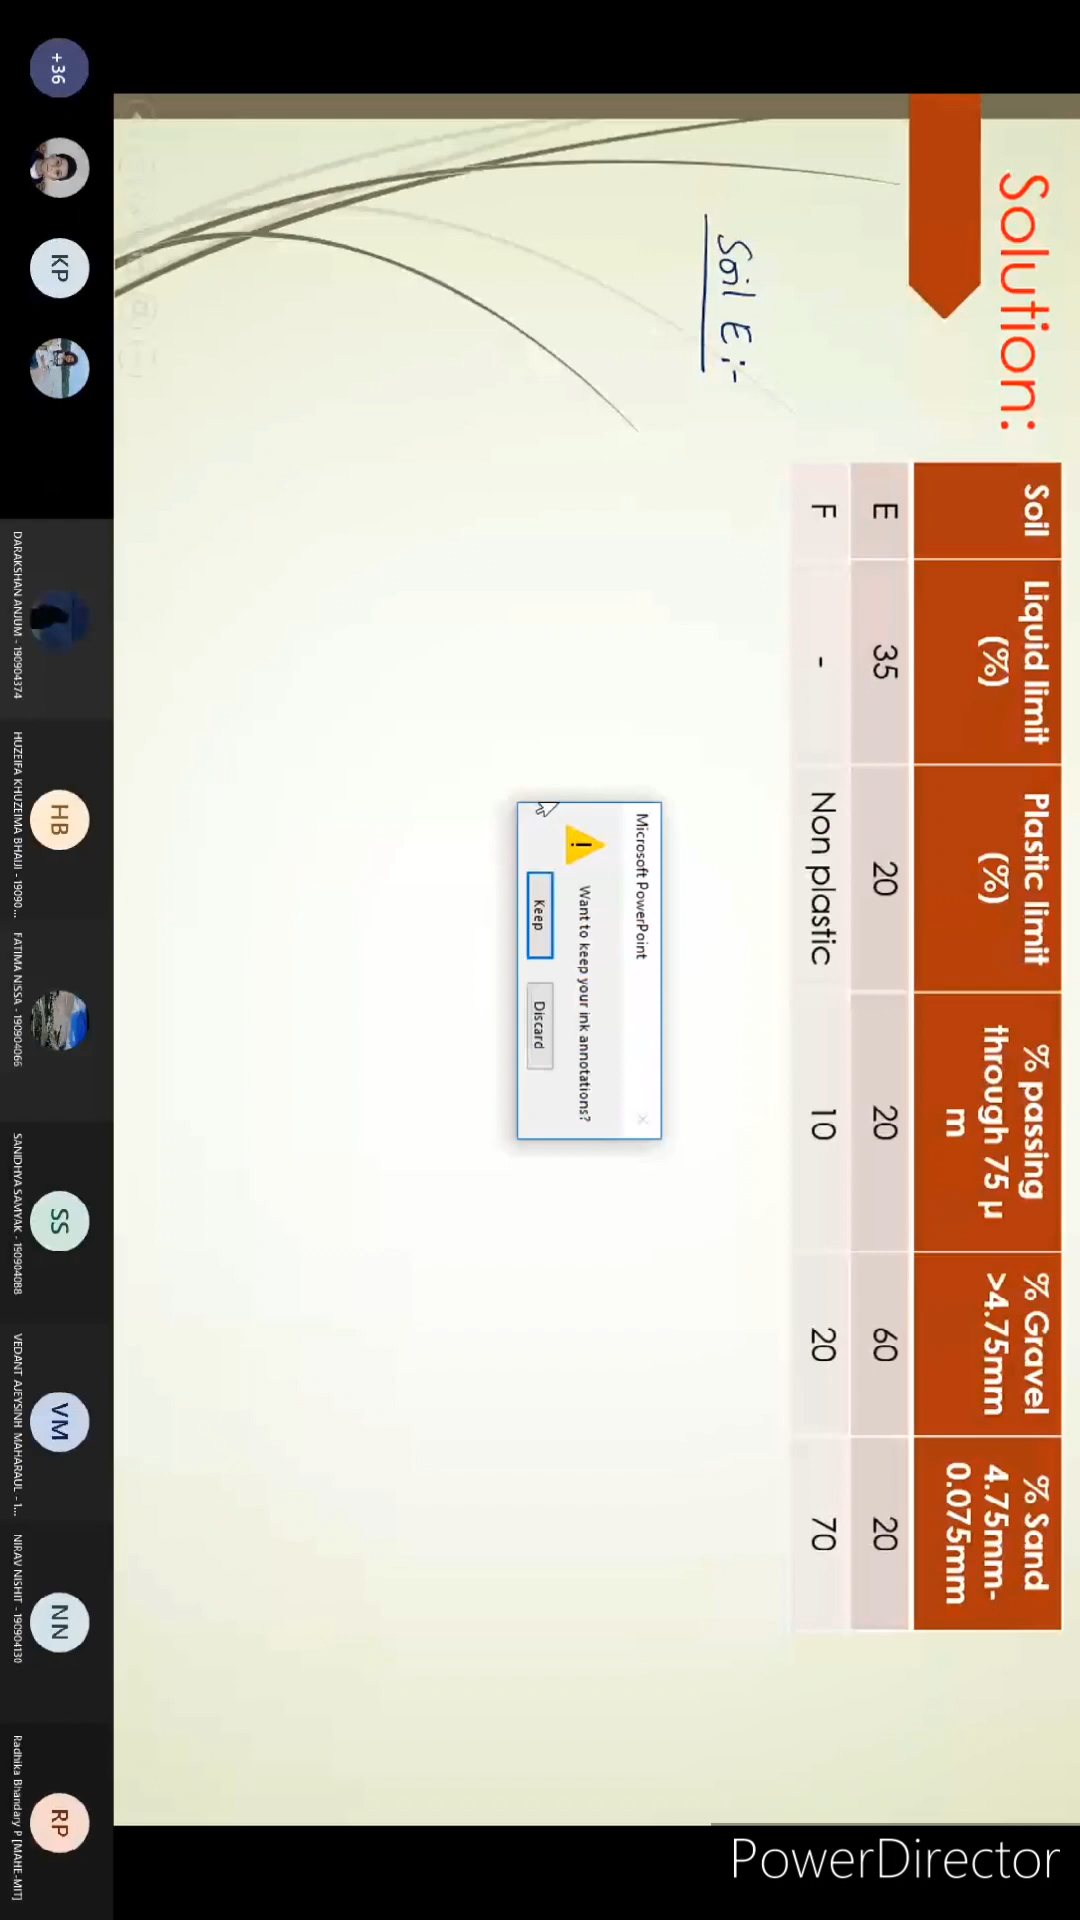 Solution:
Soil
Liquid limit
(%)
Plastic limit
(%)
% passing
through 75 μ
m
% Gravel
>4.75mm
% Sand
4.75mm-
0.075mm
E
35
20
20
60
20
F
-
Non plastic
10
20
70
Soil E:-
Microsoft PowerPoint
Want to keep your ink annotations?
Keep
Discard
+36
KP
HB
SS
VM
NN
RP
DARAKSHAN ANJUM - 190904374
HUZEIFA KHUZEIMA BHAIJI - 19090...
FATIMA NISSA - 190904066
SANIDHYA SAMYAK - 190904088
VEDANT AJEYSINH MAHARAUL - 1...
NIRAV NISHIT - 190904130
Radhika Bhandary P [MAHE-MIT]
PowerDirector